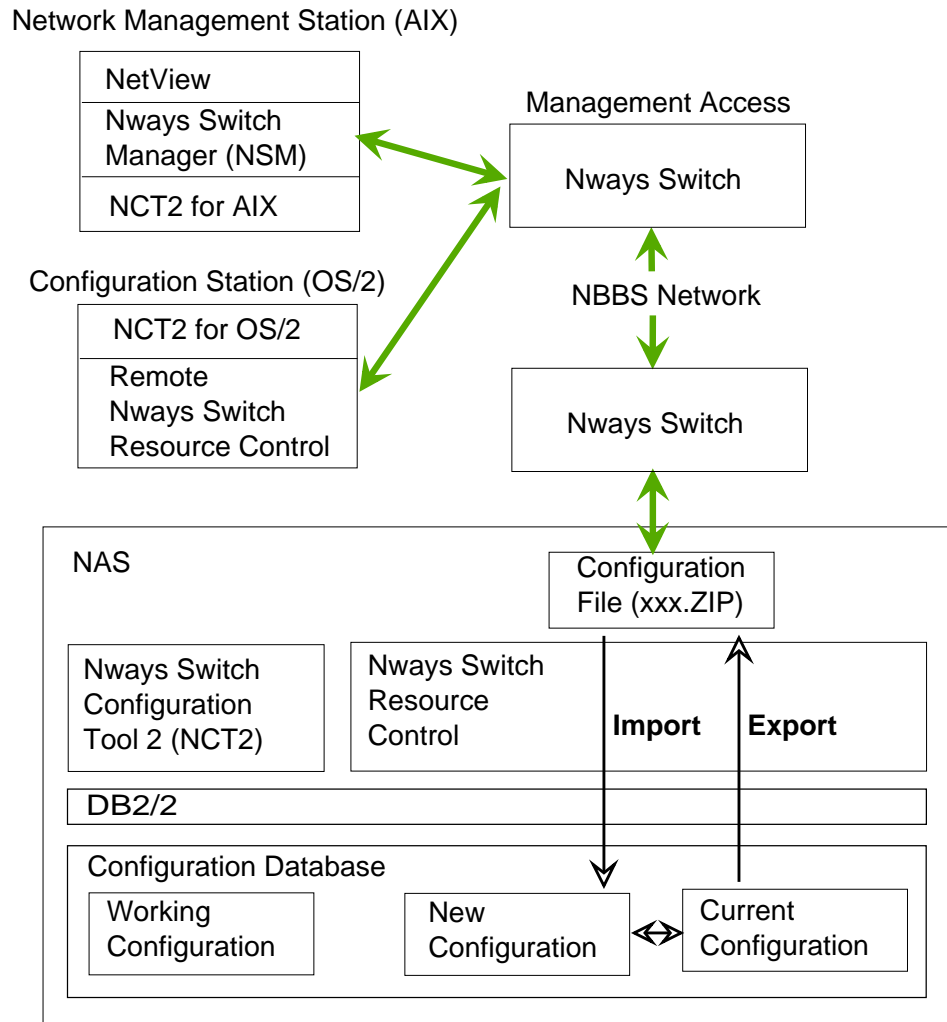 Network Management Station (AIX)
NetView
Nways Switch
Manager (NSM)
NCT2 for AIX
Management Access
Nways Switch
Configuration Station (OS/2)
NCT2 for OS/2
Remote
Nways Switch
Resource Control
NBBS Network
Nways Switch
NAS
Configuration
File (xxx.ZIP)
Nways Switch
Configuration
Tool 2 (NCT2)
Nways Switch
Resource
Control
Import
Export
DB2/2
Configuration Database
Working
Configuration
New
Configuration
Current
Configuration